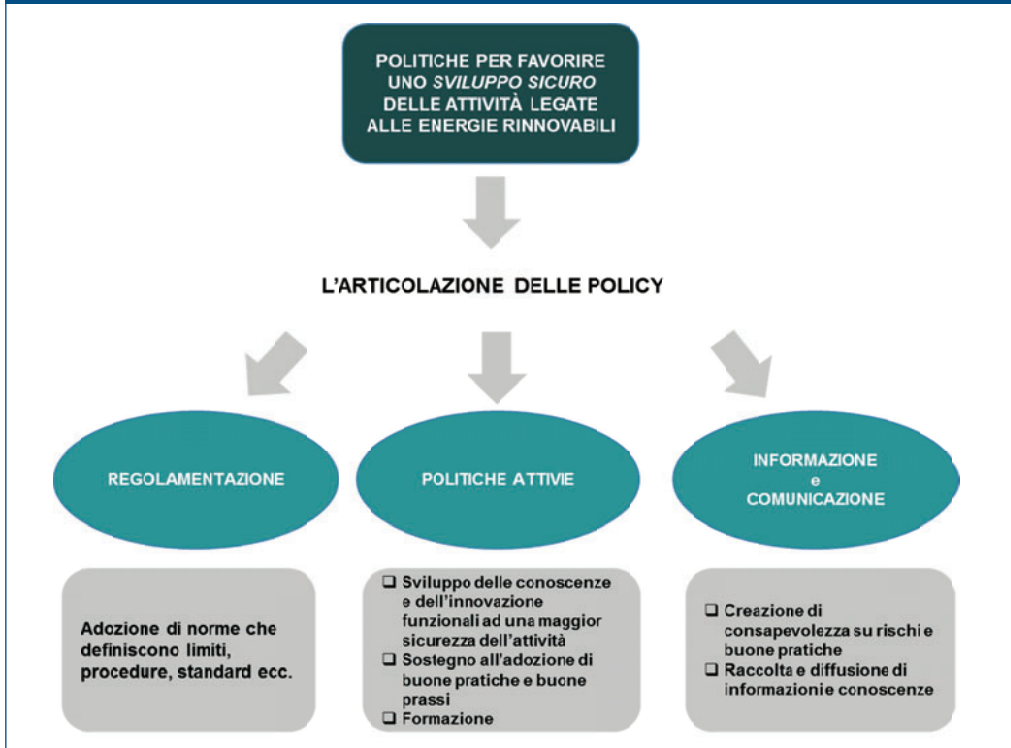 POLITICHE PER FAVORIRE
UNO SVILUPPO SICURO
DELLE ATTIVITÀ LEGATE
ALLE ENERGIE RINNOVABILI
L'ARTICOLAZIONE DELLE POLICY
REGOLAMENTAZIONE
POLITICHE ATTIVIE
INFORMAZIONE
e
COMUNICAZIONE
Adozione di norme che
definiscono limiti,
procedure, standard ecc.
❑ Sviluppo delle conoscenze
e dell'innovazione
funzionali ad una maggior
sicurezza dell'attività
❑ Sostegno all'adozione di
buone pratiche e buone
prassi
❑ Formazione
❑ Creazione di
consapevolezza su rischi e
buone pratiche
❑ Raccolta e diffusione di
informazionie conoscenze